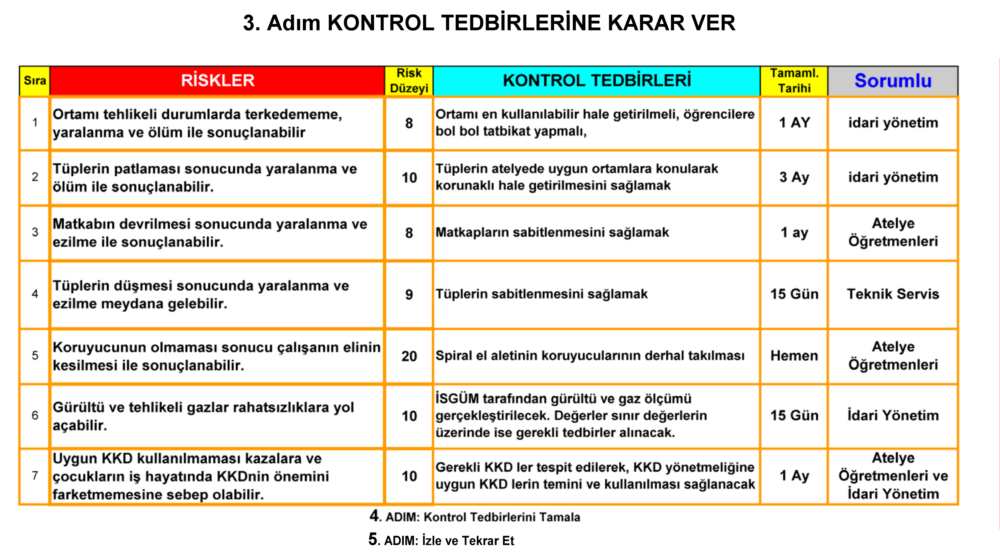 3. Adım KONTROL TEDBİRLERİNE KARAR VER
Sıra
RİSKLER
Risk
Düzeyi
KONTROL TEDBİRLERİ
Tamaml.
Tarihi
Sorumlu
1
Ortamı tehlikeli durumlarda terkedememe,
yaralanma ve ölüm ile sonuçlanabilir
8
Ortamı en kullanılabilir hale getirilmeli, öğrencilere
bol bol tatbikat yapmalı,
1 AY
idari yönetim
2
Tüplerin patlaması sonucunda yaralanma ve
ölüm ile sonuçlanabilir.
10
Tüplerin atelyede uygun ortamlara konularak
korunaklı hale getirilmesini sağlamak
3 Ay
idari yönetim
3
Matkabın devrilmesi sonucunda yaralanma ve
ezilme ile sonuçlanabilir.
8
Matkapların sabitlenmesini sağlamak
1 ay
Atelye
Öğretmenleri
4
Tüplerin düşmesi sonucunda yaralanma ve
ezilme meydana gelebilir.
9
Tüplerin sabitlenmesini sağlamak
15 Gün
Teknik Servis
5
Koruyucunun olmaması sonucu çalışanın elinin
kesilmesi ile sonuçlanabilir.
20
Spiral el aletinin koruyucularının derhal takılması
Hemen
Atelye
Öğretmenleri
6
Gürültü ve tehlikeli gazlar rahatsızlıklara yol
açabilir.
10
İSGÜM tarafından gürültü ve gaz ölçümü
gerçekleştirilecek. Değerler sınır değerlerin
üzerinde ise gerekli tedbirler alınacak.
15 Gün
İdari Yönetim
7
Uygun KKD kullanılmaması kazalara ve
çocukların iş hayatında KKDnin önemini
farketmemesine sebep olabilir.
10
Gerekli KKD ler tespit edilerek, KKD yönetmeliğine
uygun KKD lerin temini ve kullanılması sağlanacak
1 Ay
Atelye
Öğretmenleri ve
İdari Yönetim
4. ADIM: Kontrol Tedbirlerini Tamala
5. ADIM: İzle ve Tekrar Et